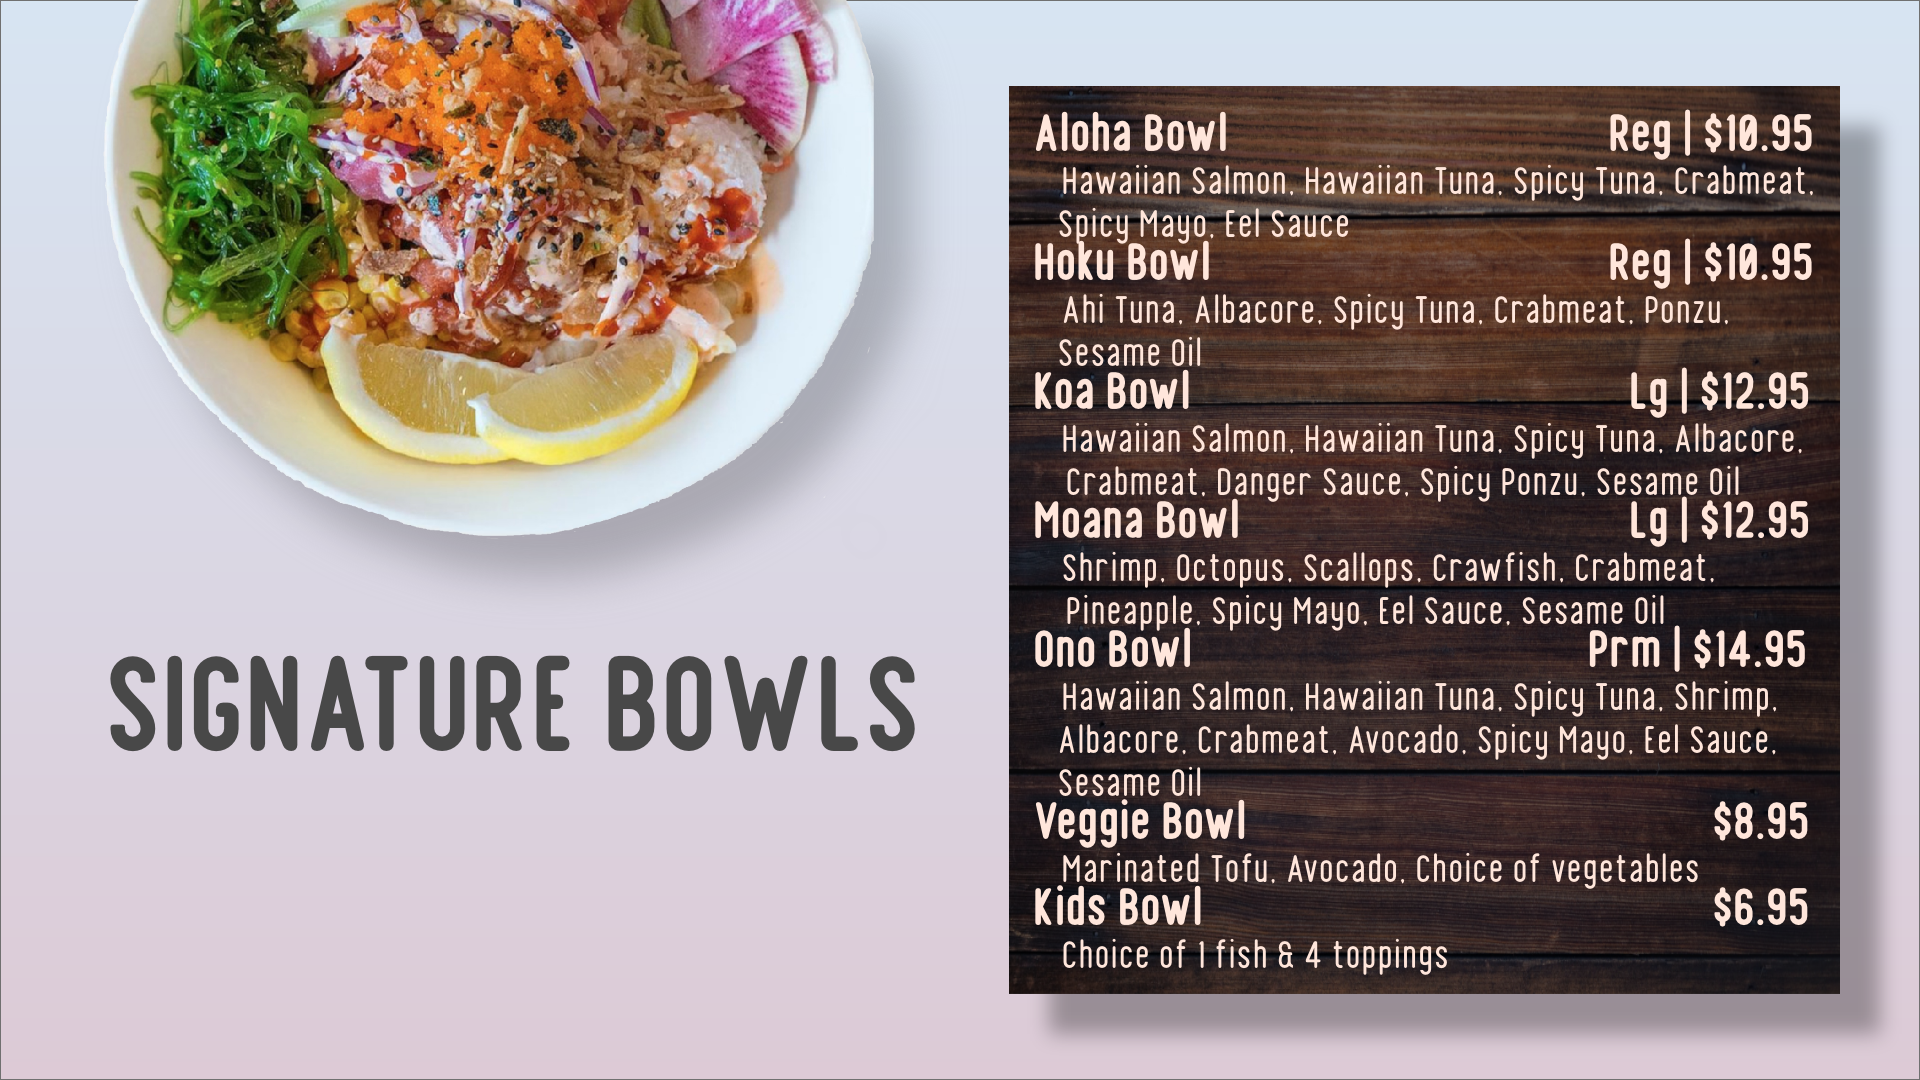 SIGNATURE BOWLS
Aloha Bowl Reg | $10.95
Hawaiian Salmon, Hawaiian Tuna, Spicy Tuna, Crabmeat,
Spicy Mayo, Eel Sauce
Hoku Bowl Reg | $10.95
Ahi Tuna, Albacore, Spicy Tuna, Crabmeat, Ponzu,
Sesame Oil
Koa Bowl Lg | $12.95
Hawaiian Salmon, Hawaiian Tuna, Spicy Tuna, Albacore,
Crabmeat, Danger Sauce, Spicy Ponzu, Sesame Oil
Moana Bowl Lg | $12.95
Shrimp, Octopus, Scallops, Crawfish, Crabmeat,
Pineapple, Spicy Mayo, Eel Sauce, Sesame Oil
Ono Bowl Prm | $14.95
Hawaiian Salmon, Hawaiian Tuna, Spicy Tuna, Shrimp,
Albacore, Crabmeat, Avocado, Spicy Mayo, Eel Sauce,
Sesame Oil
Veggie Bowl $8.95
Marinated Tofu, Avocado, Choice of vegetables
Kids Bowl $6.95
Choice of 1 fish & 4 toppings